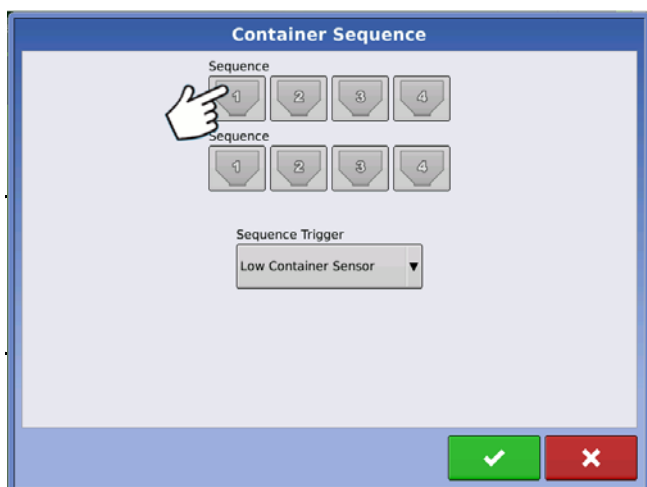 Container Sequence
Sequence
1 2 3 4
Sequence
1 2 3 4
Sequence Trigger
Low Container Sensor